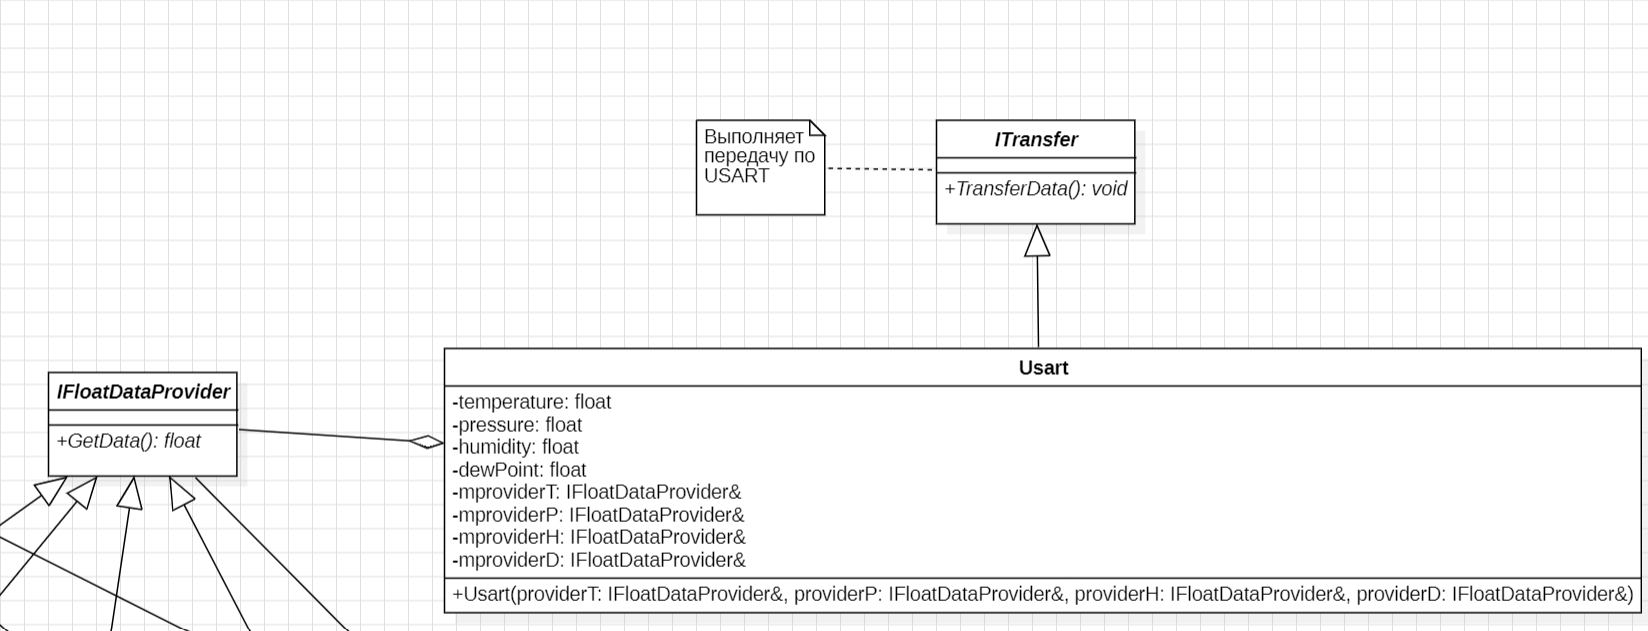 Выполняет
передачу по
USART
ITransfer
+TransferData(): void
IFloatDataProvider
+GetData(): float
Usart
-temperature: float
-pressure: float
-humidity: float
-dewPoint: float
-mproviderT: IFloatDataProvider&
-mproviderP: IFloatDataProvider&
-mproviderH: IFloatDataProvider&
-mproviderD: IFloatDataProvider&
+Usart(providerT: IFloatDataProvider&, providerP: IFloatDataProvider&, providerH: IFloatDataProvider&, providerD: IFloatDataProvider&)